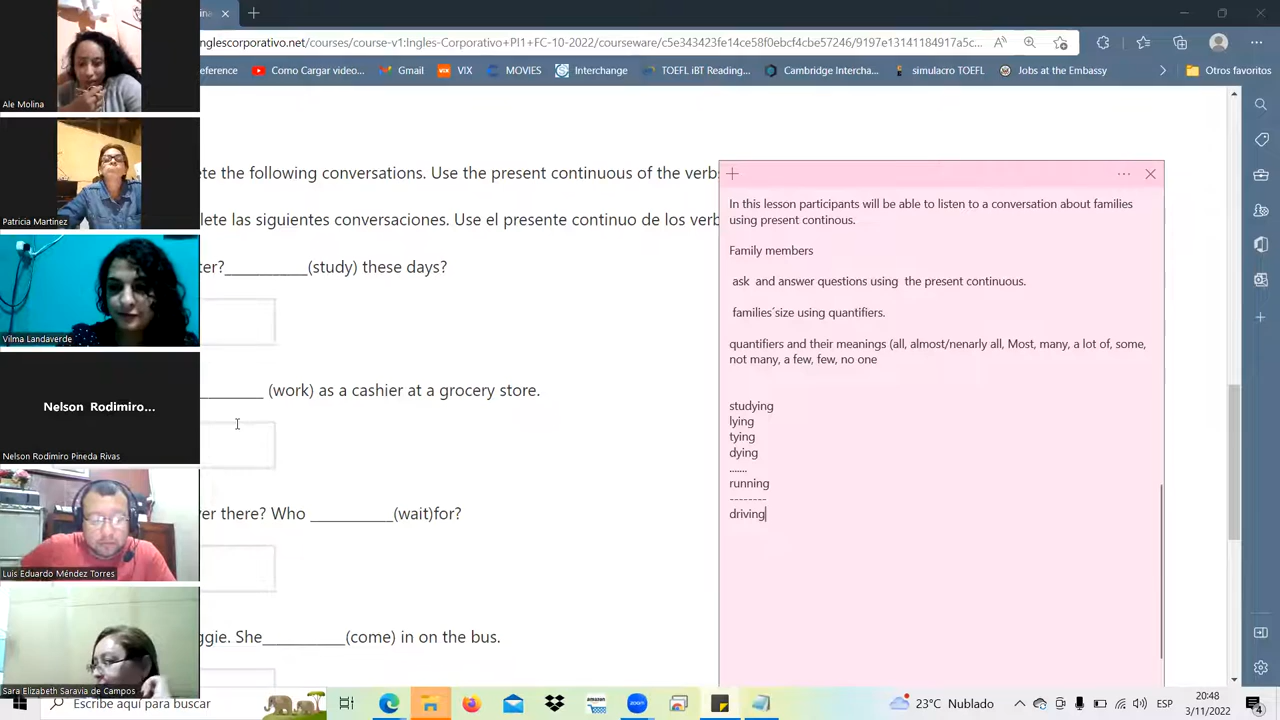 nglescorporativo.net/courses/course-v1:Ingles-Corporativo+PI1+FC-10-2022/courseware/c5e343423fe14ce58f0ebcf4cbe57246/9197e13141184917a5c...
ference
Como Cargar video...
Gmail
VIX
MOVIES
Interchange
TOEFL iBT Reading...
Cambridge Intercha...
simulacro TOEFL
Jobs at the Embassy
Otros favoritos
Ale Molina
Patricia Martinez
Vilma Landaverde
Nelson Rodimiro...
Nelson Rodimiro Pineda Rivas
Luis Eduardo Méndez Torres
Sara Elizabeth Saravia de Campos
ete the following conversations. Use the present continuous of the verb
lete las siguientes conversaciones. Use el presente continuo de los verb
ter?__________(study) these days?
________ (work) as a cashier at a grocery store.
er there? Who __________(wait)for?
ggie. She__________(come) in on the bus.
In this lesson participants will be able to listen to a conversation about families
using present continous.
Family members
ask and answer questions using the present continuous.
families´size using quantifiers.
quantifiers and their meanings (all, almost/nenarly all, Most, many, a lot of, some,
not many, a few, few, no one
studying
lying
tying
dying
.......
running
--------
driving
Escribe aquí para buscar
zoom
23°C Nublado
ESP
20:48
3/11/2022
4